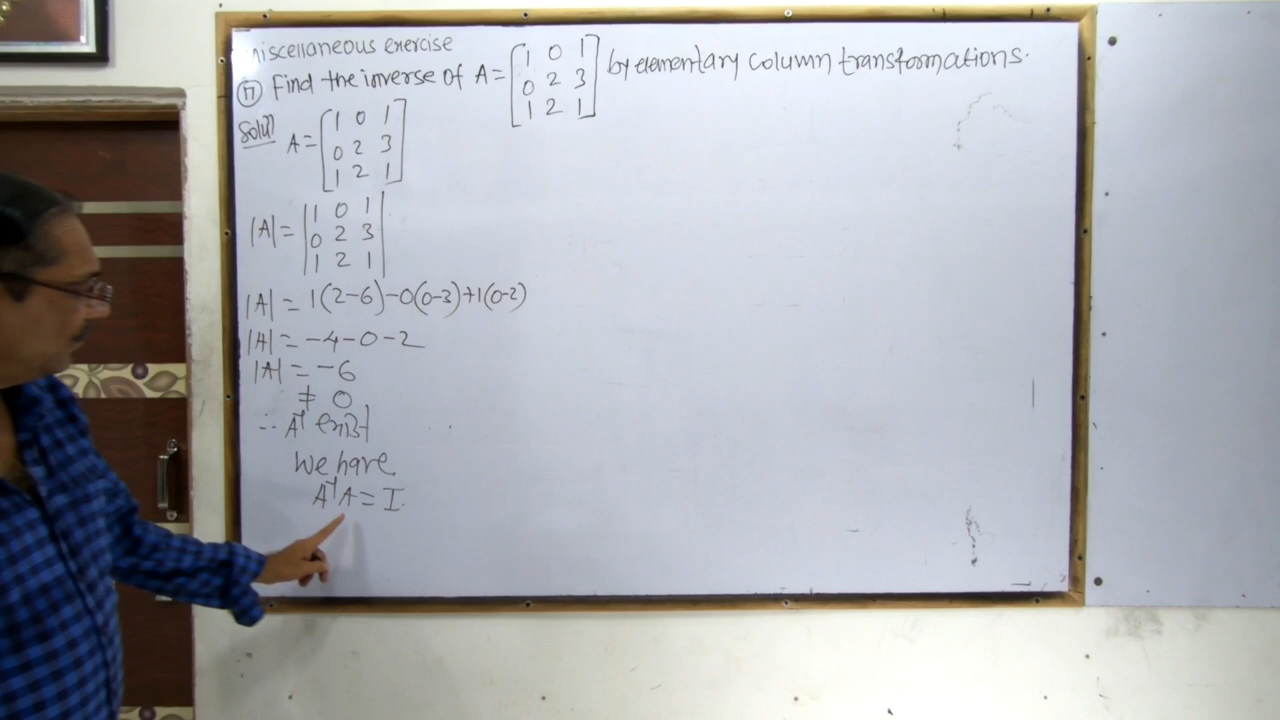 miscellaneous exercise
(17) Find the inverse of A = [1 0 1; 0 2 3; 1 2 1] by elementary column transformations.
Solun A = [1 0 1; 0 2 3; 1 2 1]
|A| = |1 0 1; 0 2 3; 1 2 1|
|A| = 1(2-6)-0(0-3)+1(0-2)
|A| = -4-0-2
|A| = -6
≠ 0
∴ A⁻¹ exist
We have
A⁻¹A = I.